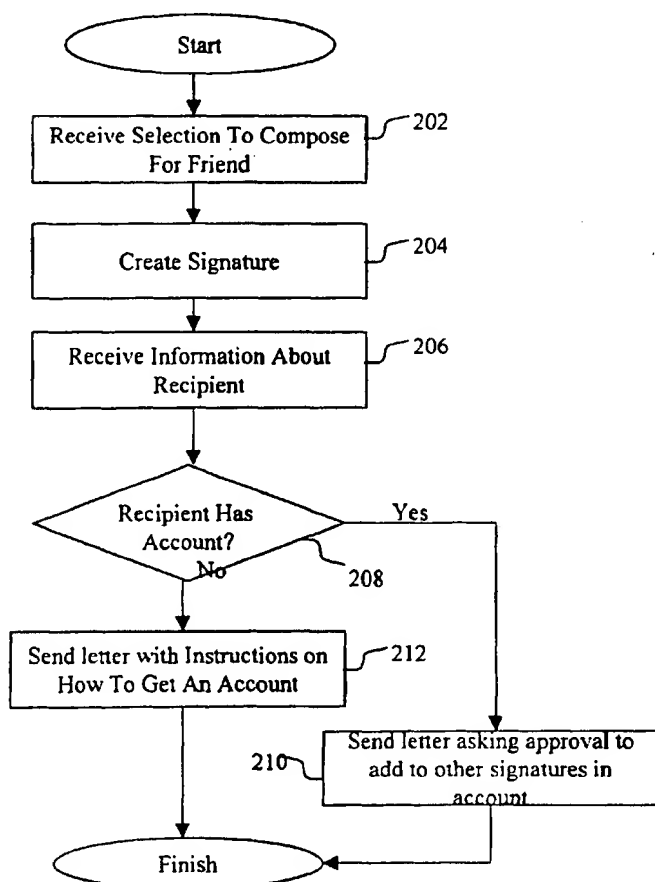 Start
Receive Selection To Compose
For Friend
202
Create Signature
204
Receive Information About
Recipient
206
Recipient Has
Account?
Yes
No
208
Send letter with Instructions on
How To Get An Account
212
Send letter asking approval to
add to other signatures in
account
210
Finish